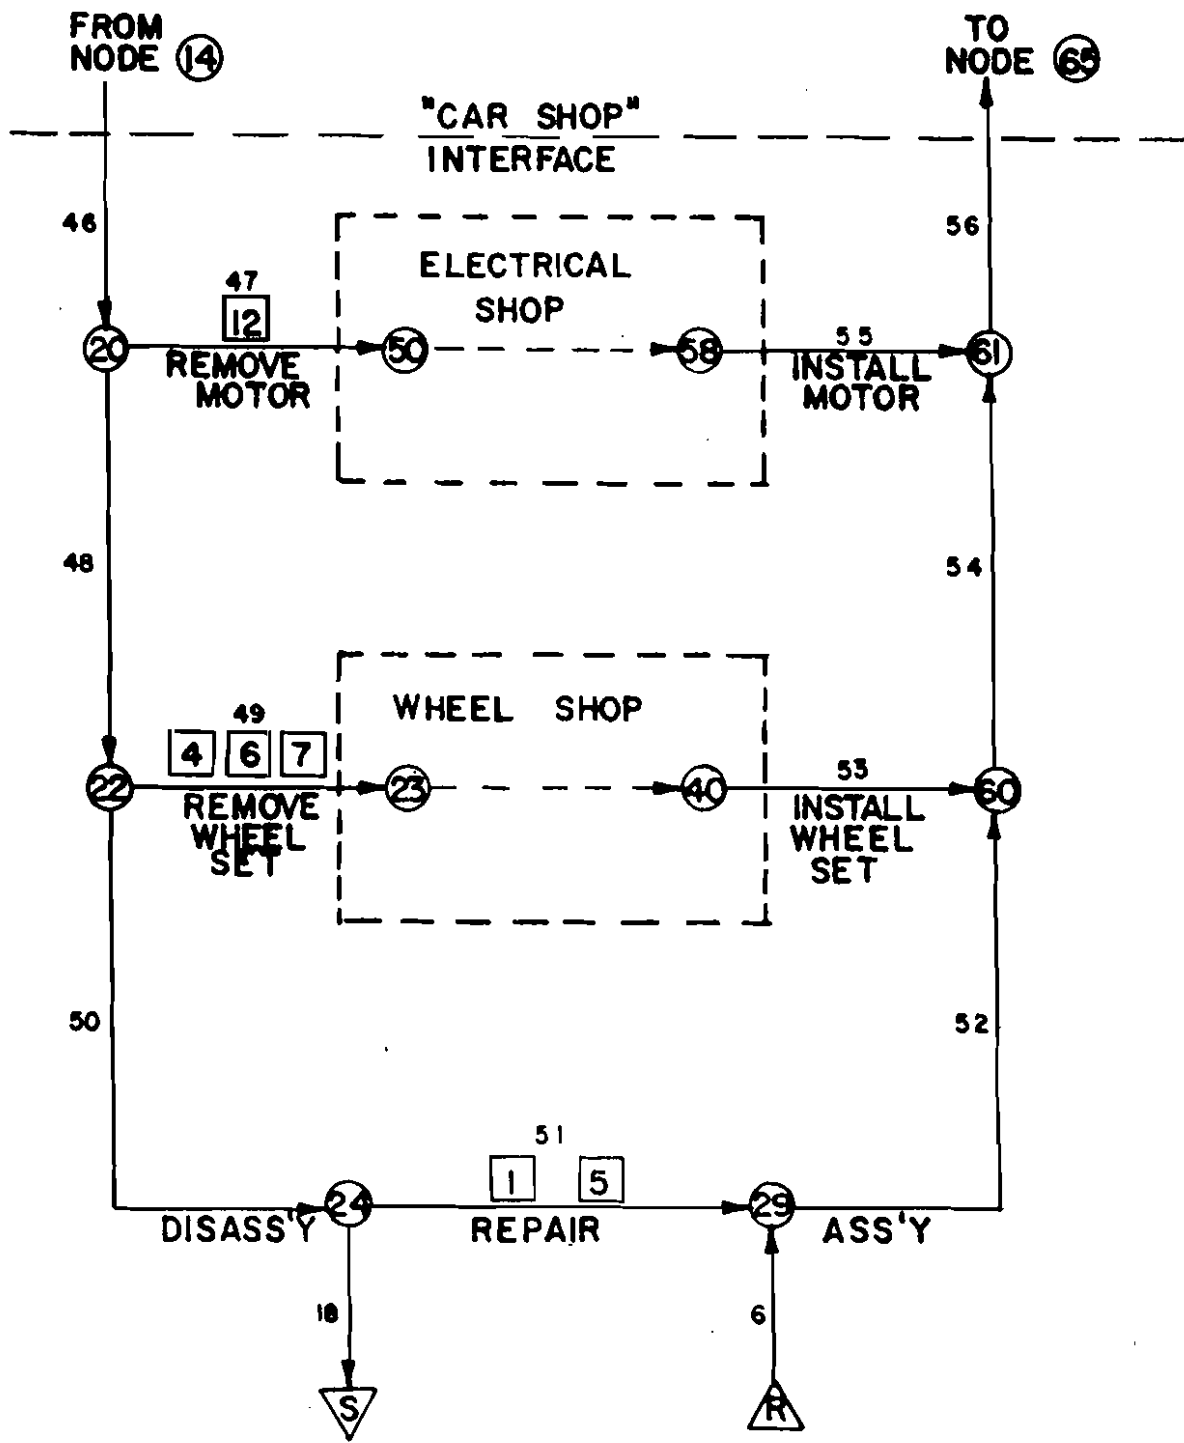 FROM
NODE 14
TO
NODE 65
"CAR SHOP"
INTERFACE
46
56
ELECTRICAL
SHOP
47
12
20
50
58
55
61
REMOVE
MOTOR
INSTALL
MOTOR
48
54
WHEEL SHOP
49
4 6 7
22
23
40
53
60
REMOVE
WHEEL
SET
INSTALL
WHEEL
SET
50
52
51
1 5
24
29
DISASS'Y
REPAIR
ASS'Y
18
6
S
R